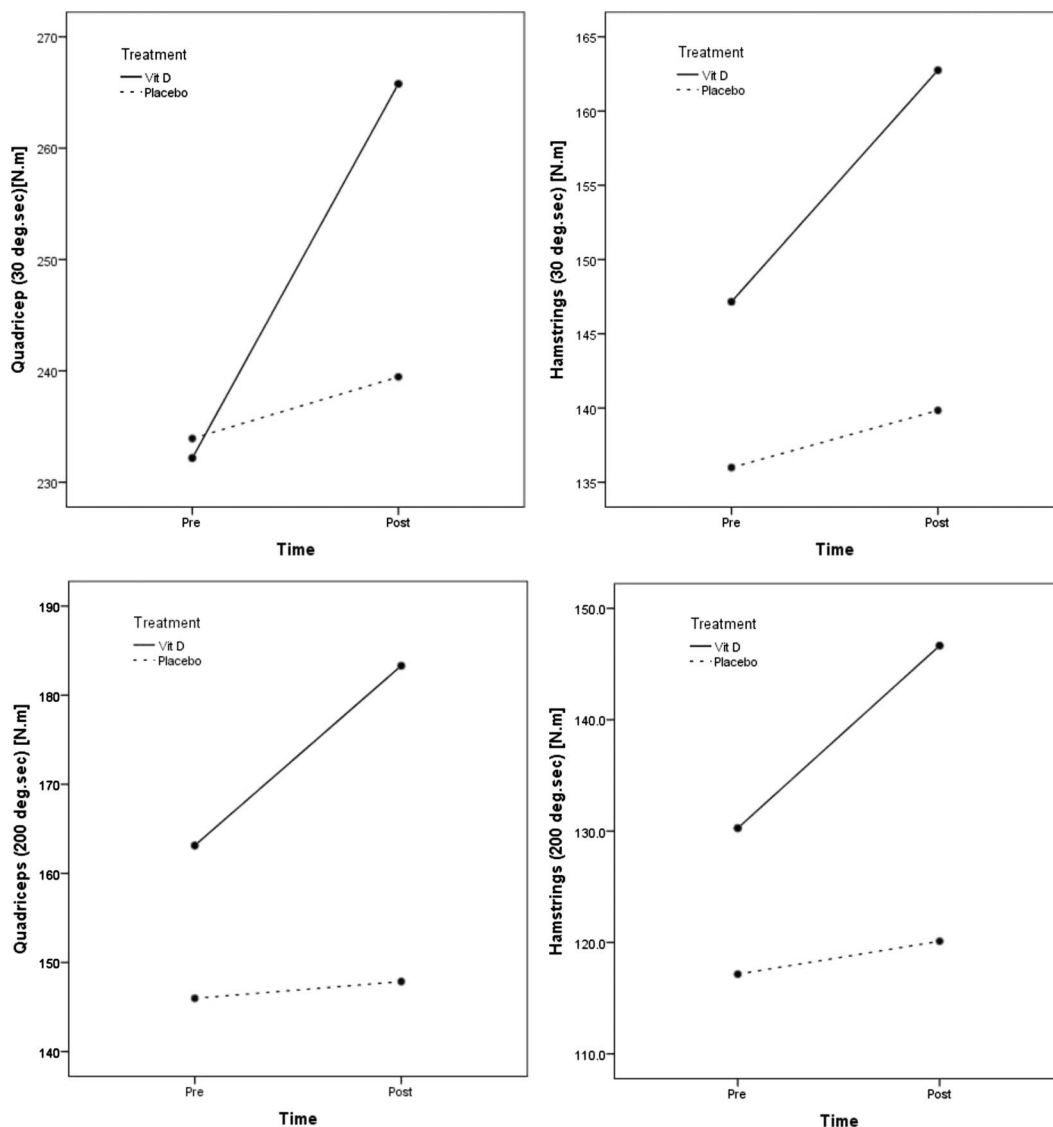 270
260
250
240
230
Quadricep (30 deg.sec)[N.m]
Treatment
Vit D
Placebo
Pre
Post
Time
165
160
155
150
145
140
135
Hamstrings (30 deg.sec) [N.m]
Treatment
Vit D
Placebo
Pre
Post
Time
190
180
170
160
150
140
Quadriceps (200 deg.sec) [N.m]
Treatment
Vit D
Placebo
Pre
Post
Time
150.0
140.0
130.0
120.0
110.0
Hamstrings (200 deg.sec) [N.m]
Treatment
Vit D
Placebo
Pre
Post
Time